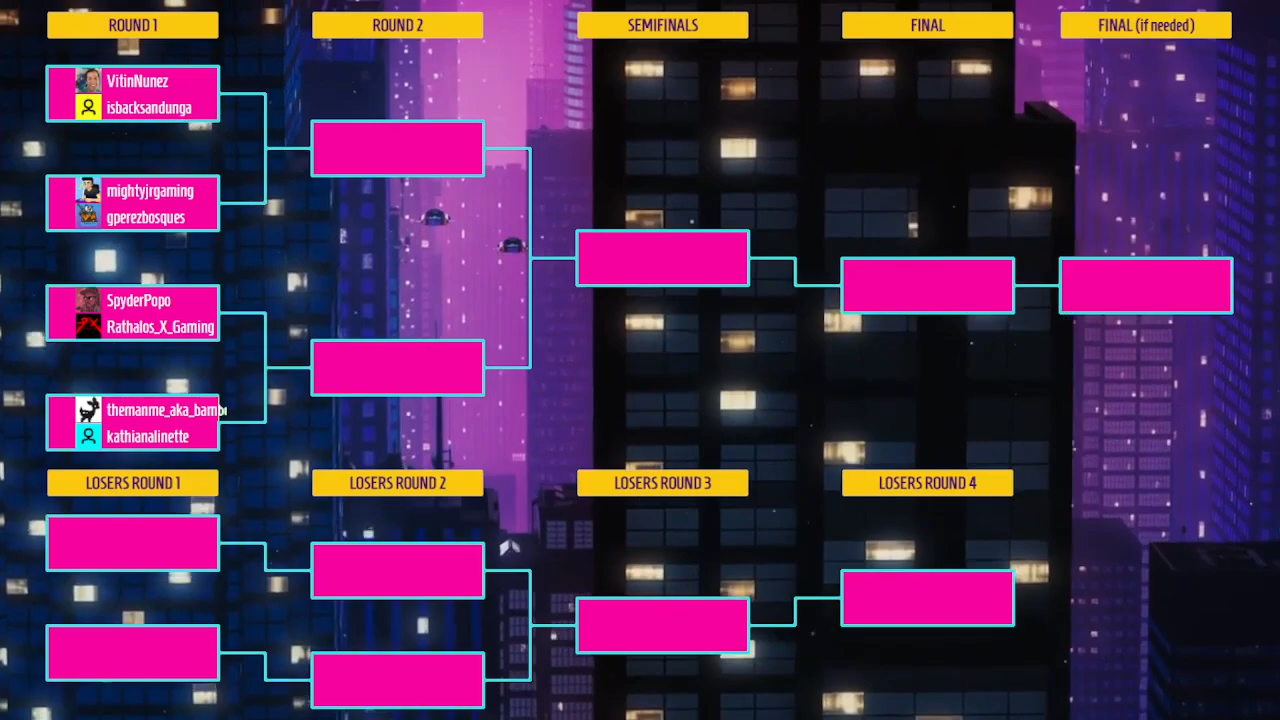 ROUND 1
ROUND 2
SEMIFINALS
FINAL
FINAL (if needed)
VitinNunez
isbacksandunga
mightyjrgaming
gperezbosques
SpyderPopo
Rathalos_X_Gaming
themanme_aka_bamb
kathianalinette
LOSERS ROUND 1
LOSERS ROUND 2
LOSERS ROUND 3
LOSERS ROUND 4